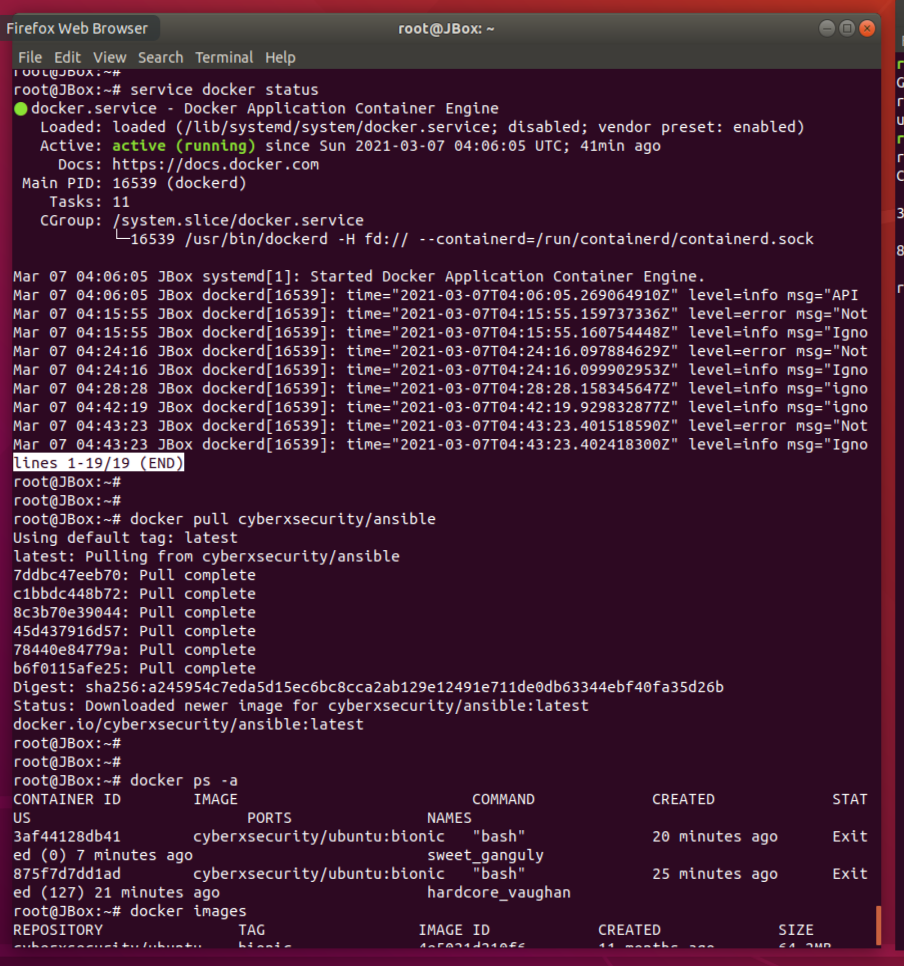 Firefox Web Browser
root@JBox: ~
File Edit View Search Terminal Help
root@JBox:~#
root@JBox:~# service docker status
● docker.service - Docker Application Container Engine
Loaded: loaded (/lib/systemd/system/docker.service; disabled; vendor preset: enabled)
Active: active (running) since Sun 2021-03-07 04:06:05 UTC; 41min ago
Docs: https://docs.docker.com
Main PID: 16539 (dockerd)
Tasks: 11
CGroup: /system.slice/docker.service
└─16539 /usr/bin/dockerd -H fd:// --containerd=/run/containerd/containerd.sock
Mar 07 04:06:05 JBox systemd[1]: Started Docker Application Container Engine.
Mar 07 04:06:05 JBox dockerd[16539]: time="2021-03-07T04:06:05.269064910Z" level=info msg="API
Mar 07 04:15:55 JBox dockerd[16539]: time="2021-03-07T04:15:55.159737336Z" level=error msg="Not
Mar 07 04:15:55 JBox dockerd[16539]: time="2021-03-07T04:15:55.160754448Z" level=info msg="Igno
Mar 07 04:24:16 JBox dockerd[16539]: time="2021-03-07T04:24:16.097884629Z" level=error msg="Not
Mar 07 04:24:16 JBox dockerd[16539]: time="2021-03-07T04:24:16.099902953Z" level=info msg="Igno
Mar 07 04:28:28 JBox dockerd[16539]: time="2021-03-07T04:28:28.158345647Z" level=info msg="igno
Mar 07 04:42:19 JBox dockerd[16539]: time="2021-03-07T04:42:19.929832877Z" level=info msg="igno
Mar 07 04:43:23 JBox dockerd[16539]: time="2021-03-07T04:43:23.401518590Z" level=error msg="Not
Mar 07 04:43:23 JBox dockerd[16539]: time="2021-03-07T04:43:23.402418300Z" level=info msg="Igno
lines 1-19/19 (END)
root@JBox:~#
root@JBox:~#
root@JBox:~# docker pull cyberxsecurity/ansible
Using default tag: latest
latest: Pulling from cyberxsecurity/ansible
7ddbc47eeb70: Pull complete
c1bbdc448b72: Pull complete
8c3b70e39044: Pull complete
45d437916d57: Pull complete
78440e84779a: Pull complete
b6f0115afe25: Pull complete
Digest: sha256:a245954c7eda5d15ec6bc8cca2ab129e12491e711de0db63344ebf40fa35d26b
Status: Downloaded newer image for cyberxsecurity/ansible:latest
docker.io/cyberxsecurity/ansible:latest
root@JBox:~#
root@JBox:~#
root@JBox:~# docker ps -a
CONTAINER ID IMAGE COMMAND CREATED STAT
US PORTS NAMES
3af44128db41 cyberxsecurity/ubuntu:bionic "bash" 20 minutes ago Exit
ed (0) 7 minutes ago sweet_ganguly
875f7d7dd1ad cyberxsecurity/ubuntu:bionic "bash" 25 minutes ago Exit
ed (127) 21 minutes ago hardcore_vaughan
root@JBox:~# docker images
REPOSITORY TAG IMAGE ID CREATED SIZE
cyberxsecurity/ubuntu bionic 4e5021d210f6 11 months ago 64.2MB